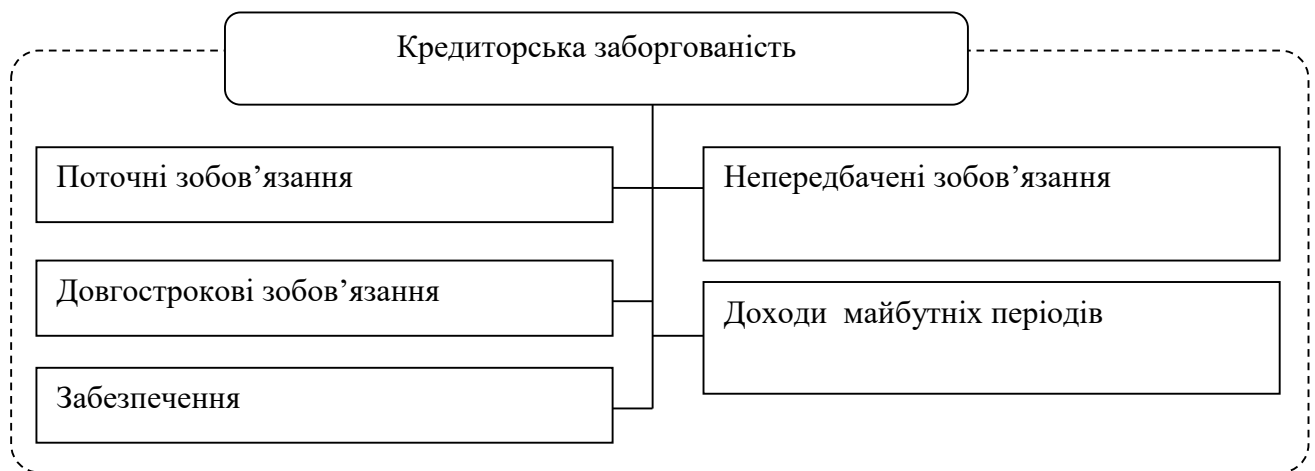 Кредиторська заборгованість
Поточні зобов’язання
Довгострокові зобов’язання
Забезпечення
Непередбачені зобов’язання
Доходи майбутніх періодів